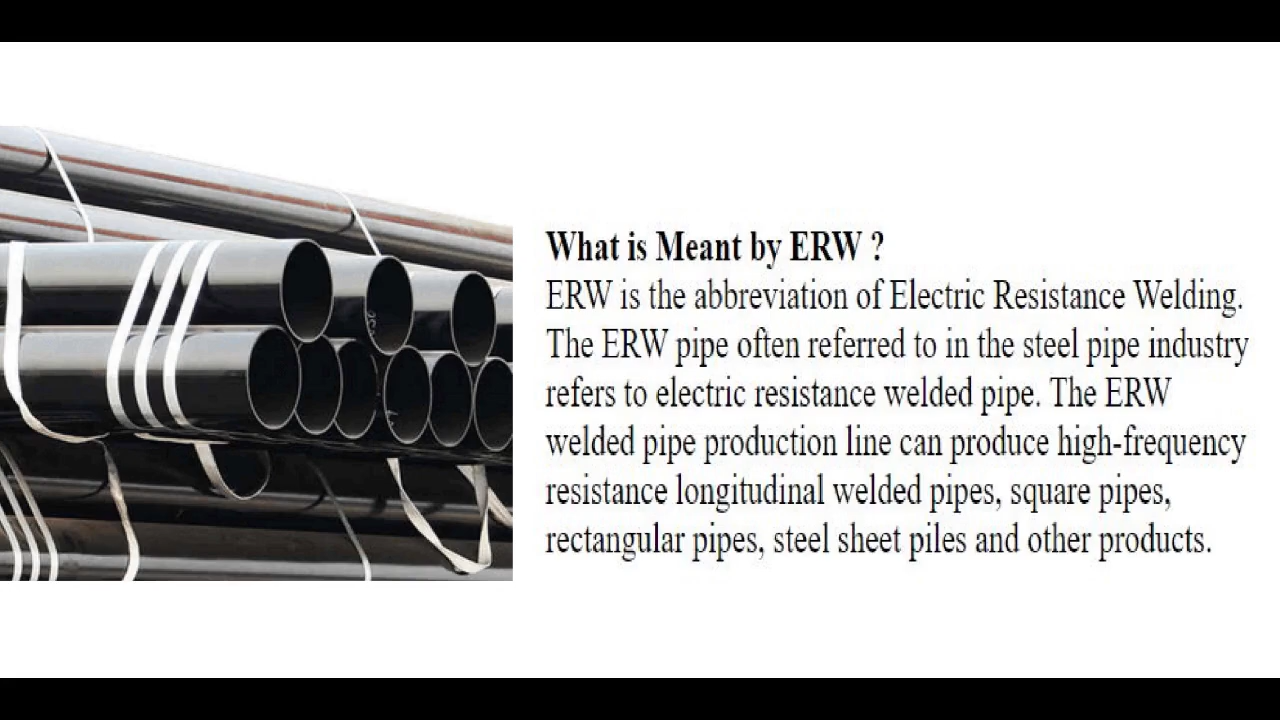 What is Meant by ERW ?
ERW is the abbreviation of Electric Resistance Welding.
The ERW pipe often referred to in the steel pipe industry
refers to electric resistance welded pipe. The ERW
welded pipe production line can produce high-frequency
resistance longitudinal welded pipes, square pipes,
rectangular pipes, steel sheet piles and other products.